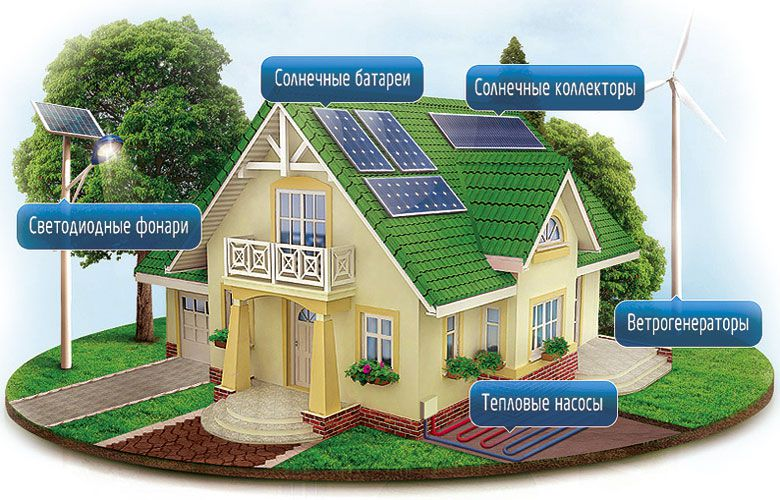 Солнечные батареи
Солнечные коллекторы
Светодиодные фонари
Ветрогенераторы
Тепловые насосы